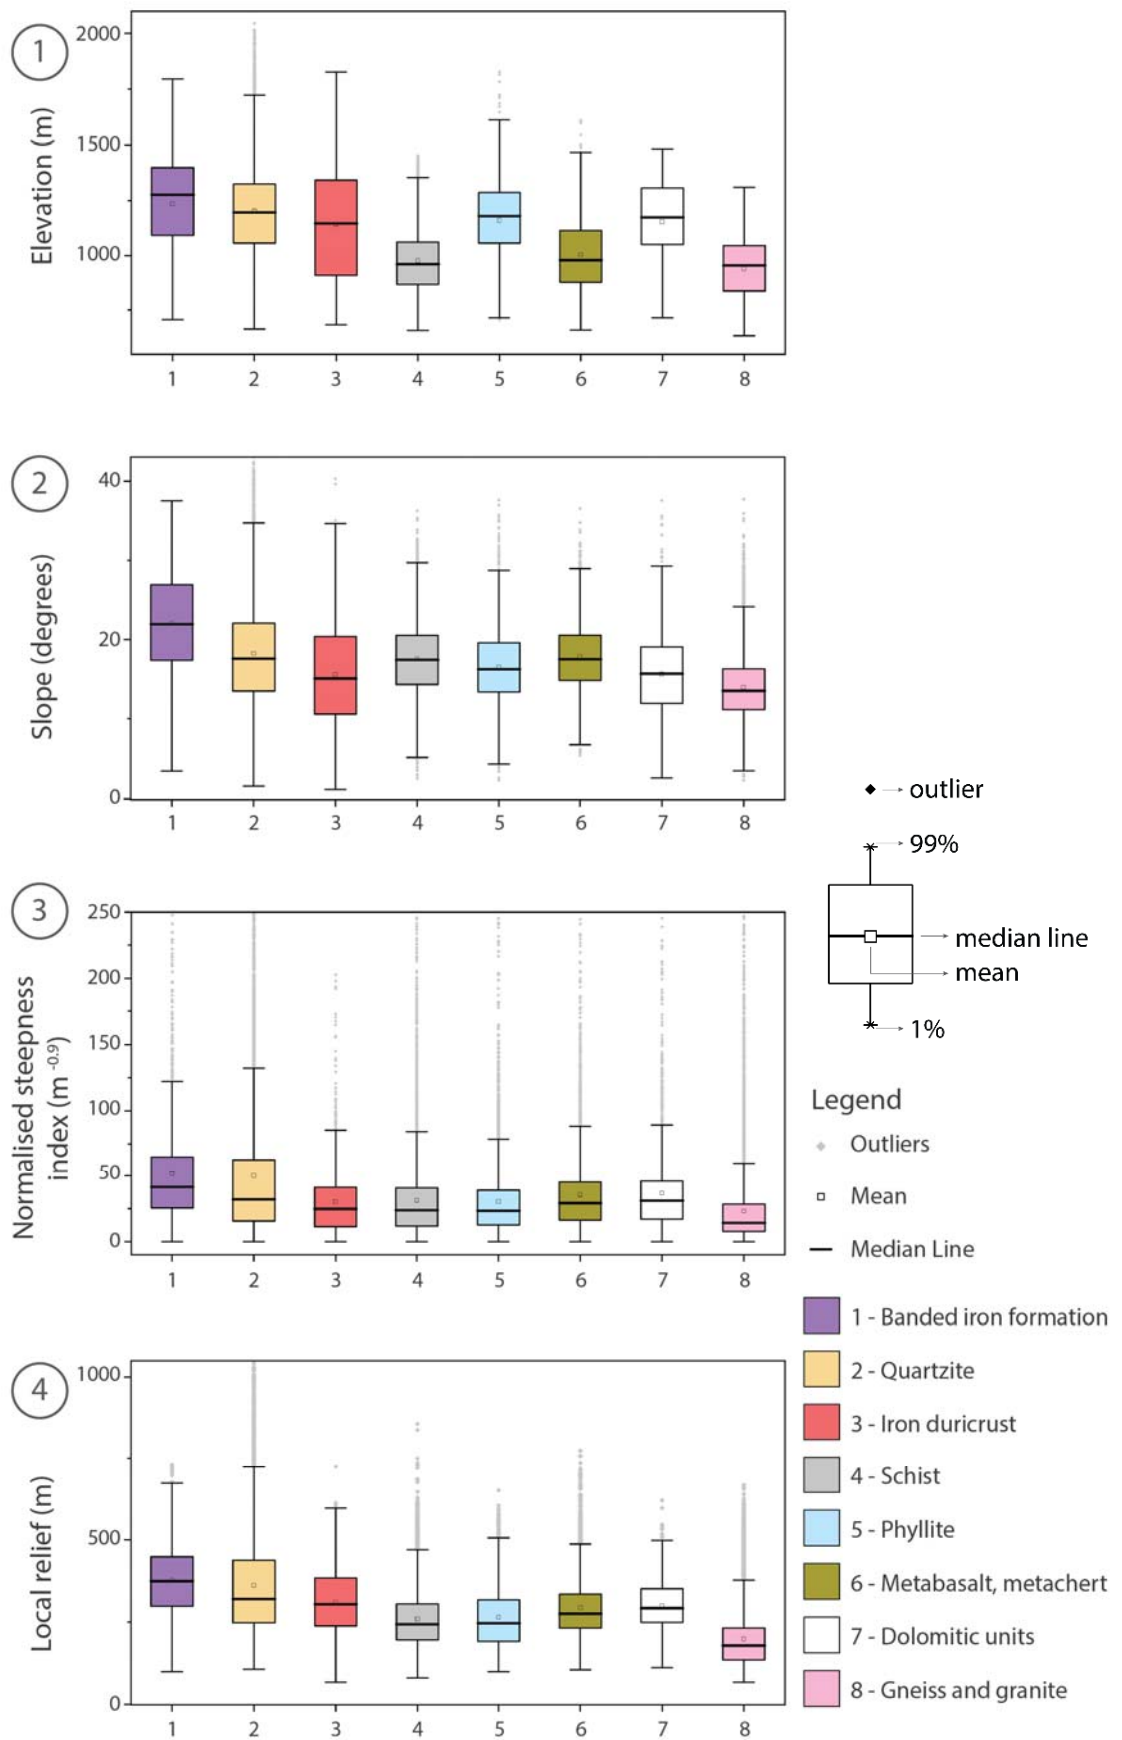 1
Elevation (m)
2000
1500
1000
1 2 3 4 5 6 7 8
2
Slope (degrees)
40
20
0
1 2 3 4 5 6 7 8
outlier
99%
median line
mean
1%
3
Normalised steepness
index (m -0.9)
250
200
150
100
50
0
1 2 3 4 5 6 7 8
Legend
Outliers
Mean
Median Line
1 - Banded iron formation
2 - Quartzite
3 - Iron duricrust
4 - Schist
5 - Phyllite
6 - Metabasalt, metachert
7 - Dolomitic units
8 - Gneiss and granite
4
Local relief (m)
1000
500
0
1 2 3 4 5 6 7 8